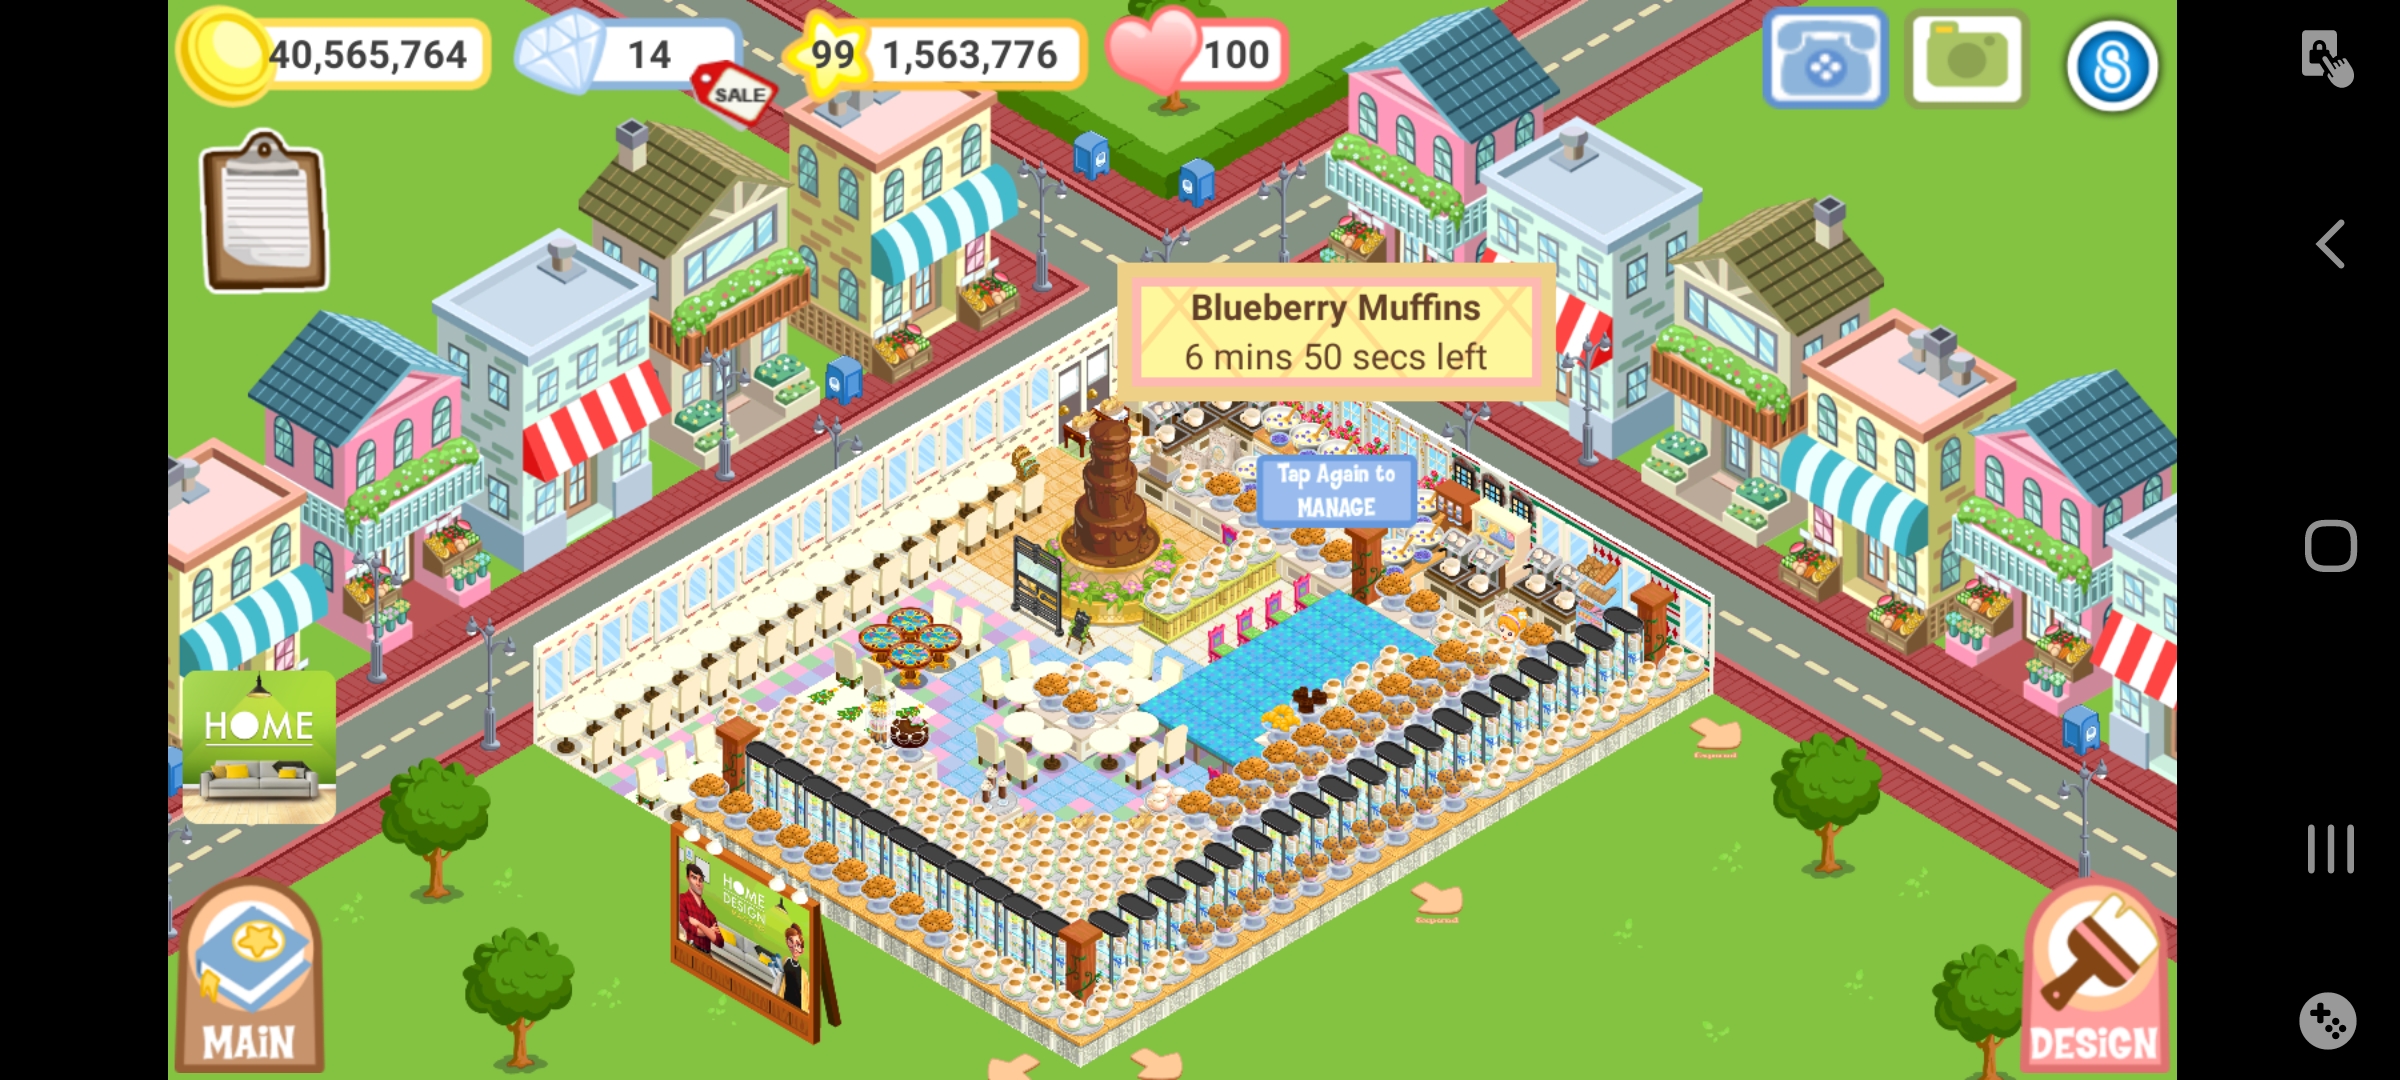 40,565,764
14
SALE
99
1,563,776
100
Blueberry Muffins
6 mins 50 secs left
Tap Again to
MANAGE
HOME
HOME
DESIGN
MAiN
DESiGN